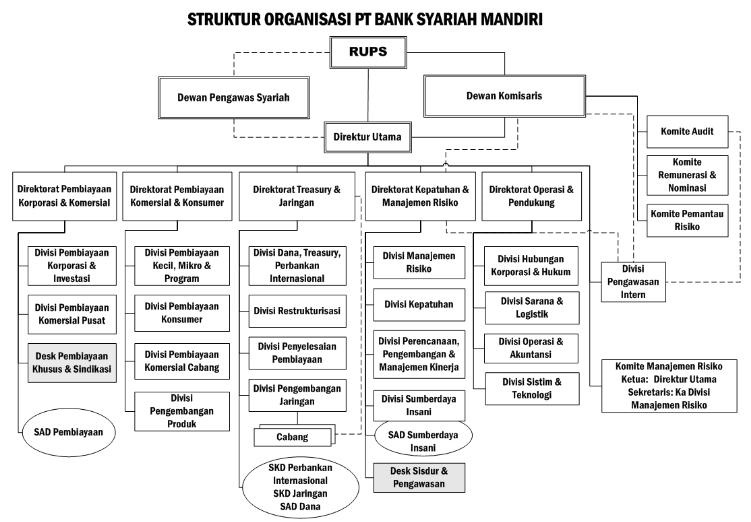 STRUKTUR ORGANISASI PT BANK SYARIAH MANDIRI
RUPS
Dewan Pengawas Syariah
Dewan Komisaris
Direktur Utama
Komite Audit
Komite
Remunerasi &
Nominasi
Komite Pemantau
Risiko
Direktorat Pembiayaan
Korporasi & Komersial
Direktorat Pembiayaan
Komersial & Konsumer
Direktorat Treasury &
Jaringan
Direktorat Kepatuhan &
Manajemen Risiko
Direktorat Operasi &
Pendukung
Divisi Pembiayaan
Korporasi &
Investasi
Divisi Pembiayaan
Komersial Pusat
Desk Pembiayaan
Khusus & Sindikasi
SAD Pembiayaan
Divisi Pembiayaan
Kecil, Mikro &
Program
Divisi Pembiayaan
Konsumer
Divisi Pembiayaan
Komersial Cabang
Divisi
Pengembangan
Produk
Divisi Dana, Treasury,
Perbankan
Internasional
Divisi Restrukturisasi
Divisi Penyelesaian
Pembiayaan
Divisi Pengembangan
Jaringan
Cabang
SKD Perbankan
Internasional
SKD Jaringan
SAD Dana
Divisi Manajemen
Risiko
Divisi Kepatuhan
Divisi Perencanaan,
Pengembangan &
Manajemen Kinerja
Divisi Sumberdaya
Insani
SAD Sumberdaya
Insani
Desk Sisdur &
Pengawasan
Divisi Hubungan
Korporasi & Hukum
Divisi Sarana &
Logistik
Divisi Operasi &
Akuntansi
Divisi Sistim &
Teknologi
Divisi
Pengawasan
Intern
Komite Manajemen Risiko
Ketua: Direktur Utama
Sekretaris: Ka Divisi
Manajemen Risiko